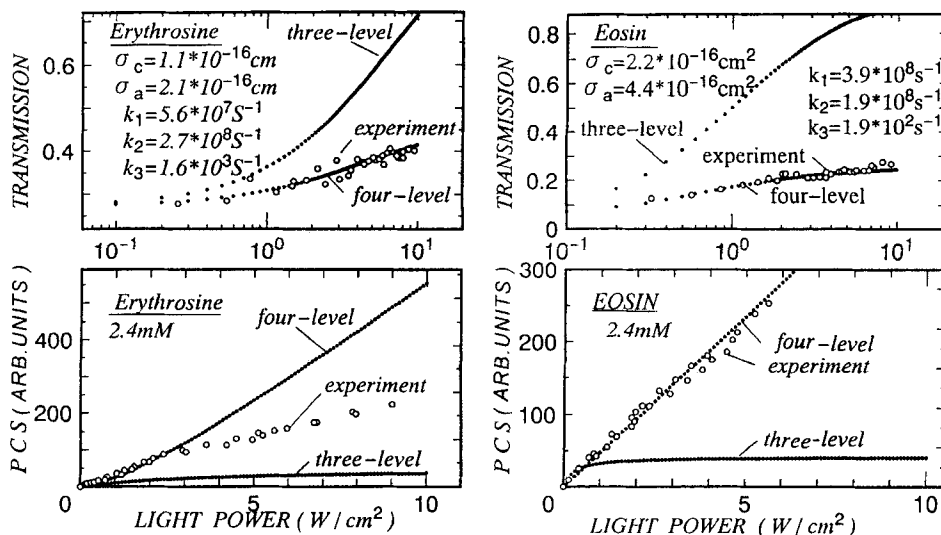 TRANSMISSION
0.6
0.4
Erythrosine
σc=1.1*10⁻¹⁶cm
σa=2.1*10⁻¹⁶cm
k1=5.6*10⁷S⁻¹
k2=2.7*10⁸S⁻¹
k3=1.6*10³S⁻¹
three-level
experiment
four-level
10⁻¹ 10⁰ 10¹
TRANSMISSION
0.8
0.6
0.4
0.2
0
Eosin
σc=2.2*10⁻¹⁶cm²
σa=4.4*10⁻¹⁶cm²
k1=3.9*10⁸s⁻¹
k2=1.9*10⁸s⁻¹
k3=1.9*10²s⁻¹
three-level
experiment
four-level
10⁻¹ 10⁰ 10¹
PCS (ARB. UNITS)
400
200
0
Erythrosine
2.4mM
four-level
experiment
three-level
0 5 10
LIGHT POWER (W/cm²)
PCS (ARB. UNITS)
300
200
100
0
EOSIN
2.4mM
four-level
experiment
three-level
0 5 10
LIGHT POWER (W/cm²)